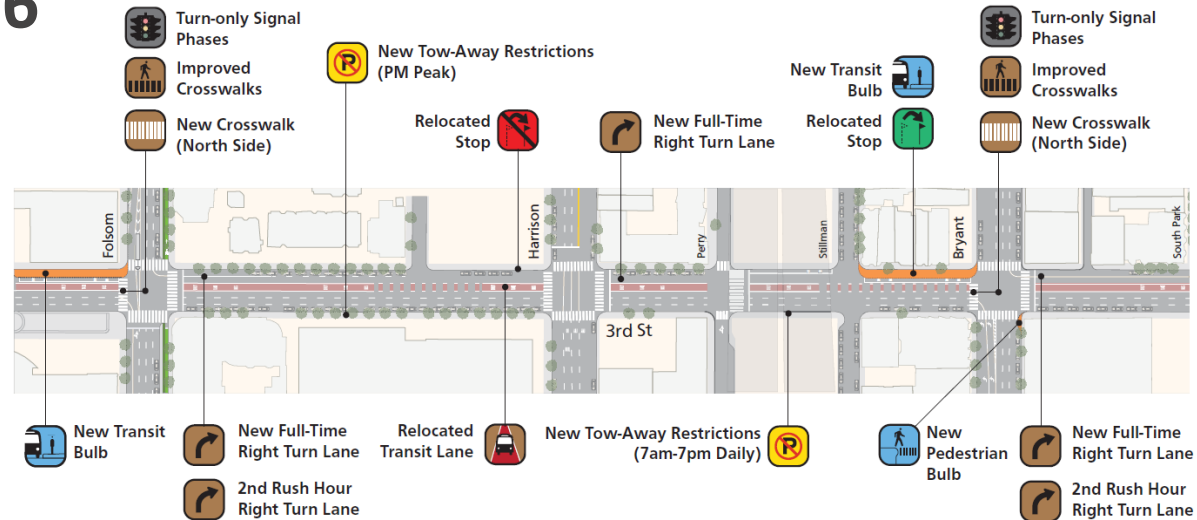 6
Turn-only Signal
Phases
Improved
Crosswalks
New Crosswalk
(North Side)
New Tow-Away Restrictions
(PM Peak)
Relocated
Stop
New Full-Time
Right Turn Lane
New Transit
Bulb
Relocated
Stop
Turn-only Signal
Phases
Improved
Crosswalks
New Crosswalk
(North Side)
Folsom
Harrison
Perry
Stillman
Bryant
South Park
3rd St
New Transit
Bulb
New Full-Time
Right Turn Lane
2nd Rush Hour
Right Turn Lane
Relocated
Transit Lane
New Tow-Away Restrictions
(7am-7pm Daily)
New
Pedestrian
Bulb
New Full-Time
Right Turn Lane
2nd Rush Hour
Right Turn Lane